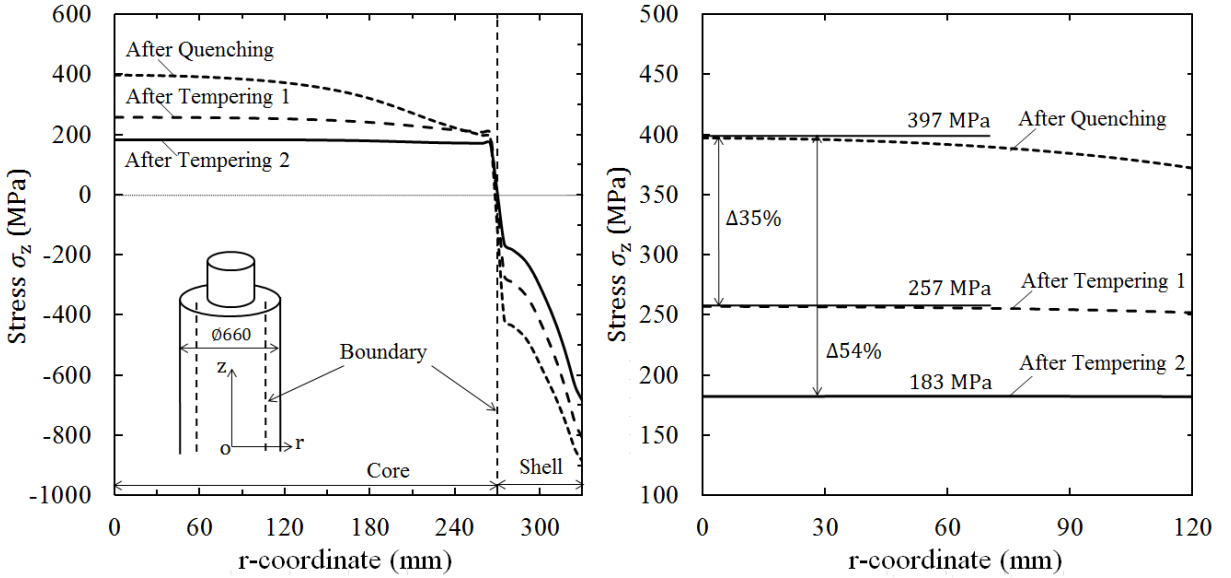 600
400
200
0
-200
-400
-600
-800
-1000
Stress σz (MPa)
After Quenching
After Tempering 1
After Tempering 2
Ø660
z
o
r
Boundary
Core
Shell
0 60 120 180 240 300
r-coordinate (mm)
500
450
400
350
300
250
200
150
100
Stress σz (MPa)
397 MPa
After Quenching
Δ35%
257 MPa
After Tempering 1
Δ54%
183 MPa
After Tempering 2
0 30 60 90 120
r-coordinate (mm)